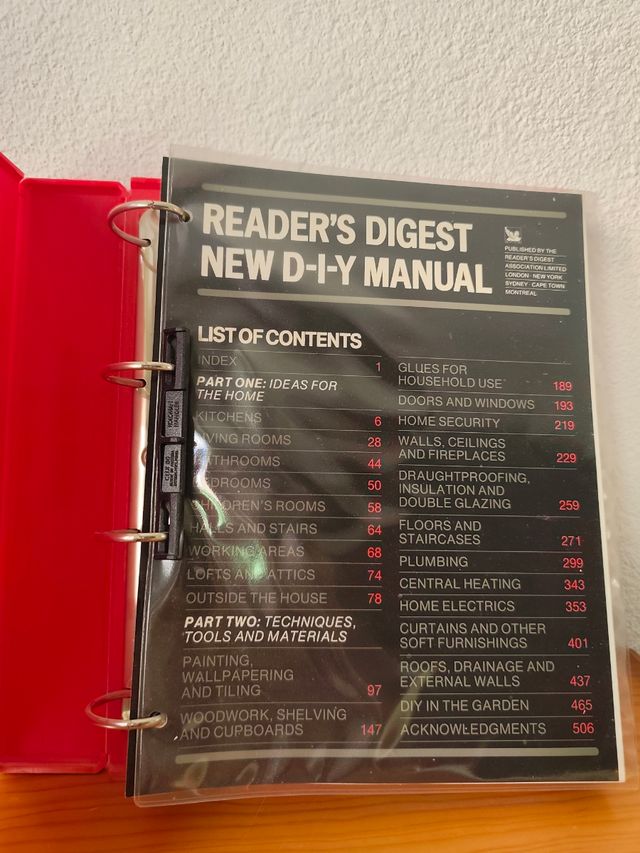 READER'S DIGEST
NEW D-I-Y MANUAL
PUBLISHED BY THE
READER'S DIGEST
ASSOCIATION LIMITED
LONDON · NEW YORK
SYDNEY · CAPE TOWN
MONTREAL
LIST OF CONTENTS
INDEX 1
PART ONE: IDEAS FOR
THE HOME
KITCHENS 6
LIVING ROOMS 28
BATHROOMS 44
BEDROOMS 50
CHILDREN'S ROOMS 58
HALLS AND STAIRS 64
WORKING AREAS 68
LOFTS AND ATTICS 74
OUTSIDE THE HOUSE 78
PART TWO: TECHNIQUES,
TOOLS AND MATERIALS
PAINTING,
WALLPAPERING
AND TILING 97
WOODWORK, SHELVING
AND CUPBOARDS 147
GLUES FOR
HOUSEHOLD USE 189
DOORS AND WINDOWS 193
HOME SECURITY 219
WALLS, CEILINGS
AND FIREPLACES 229
DRAUGHTPROOFING,
INSULATION AND
DOUBLE GLAZING 259
FLOORS AND
STAIRCASES 271
PLUMBING 299
CENTRAL HEATING 343
HOME ELECTRICS 353
CURTAINS AND OTHER
SOFT FURNISHINGS 401
ROOFS, DRAINAGE AND
EXTERNAL WALLS 437
DIY IN THE GARDEN 465
ACKNOWLEDGMENTS 506